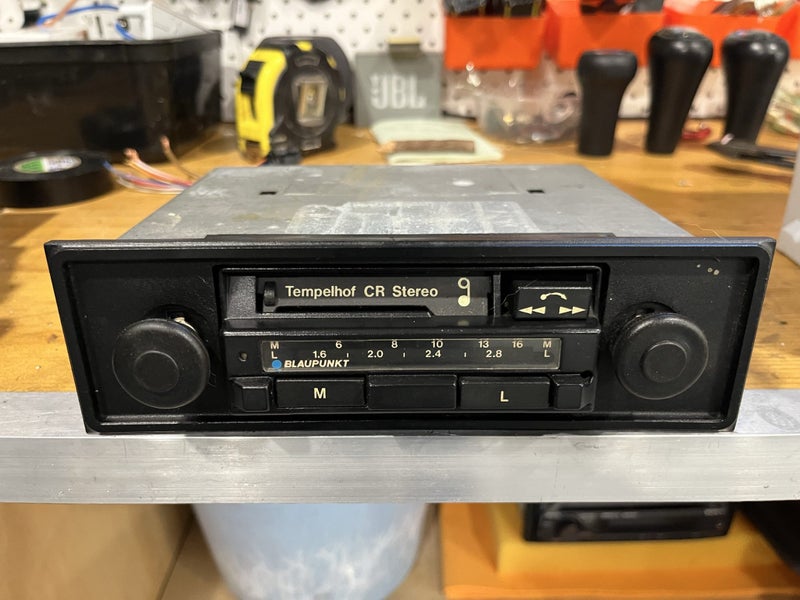 JBL
Tempelhof CR Stereo
M 6 8 10 13 16 M
L 1.6 2.0 2.4 2.8 L
BLAUPUNKT
M L